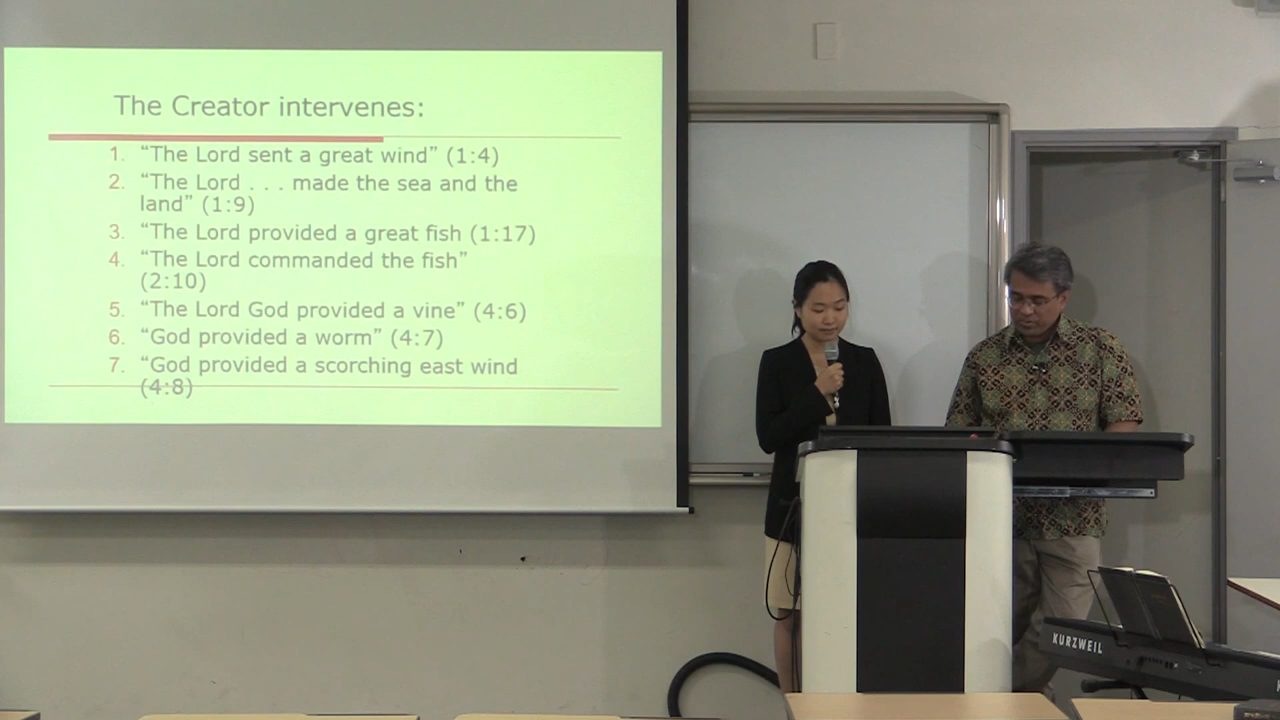 The Creator intervenes:
1. “The Lord sent a great wind” (1:4)
2. “The Lord . . . made the sea and the
land” (1:9)
3. “The Lord provided a great fish (1:17)
4. “The Lord commanded the fish”
(2:10)
5. “The Lord God provided a vine” (4:6)
6. “God provided a worm” (4:7)
7. “God provided a scorching east wind
(4:8)
KURZWEIL